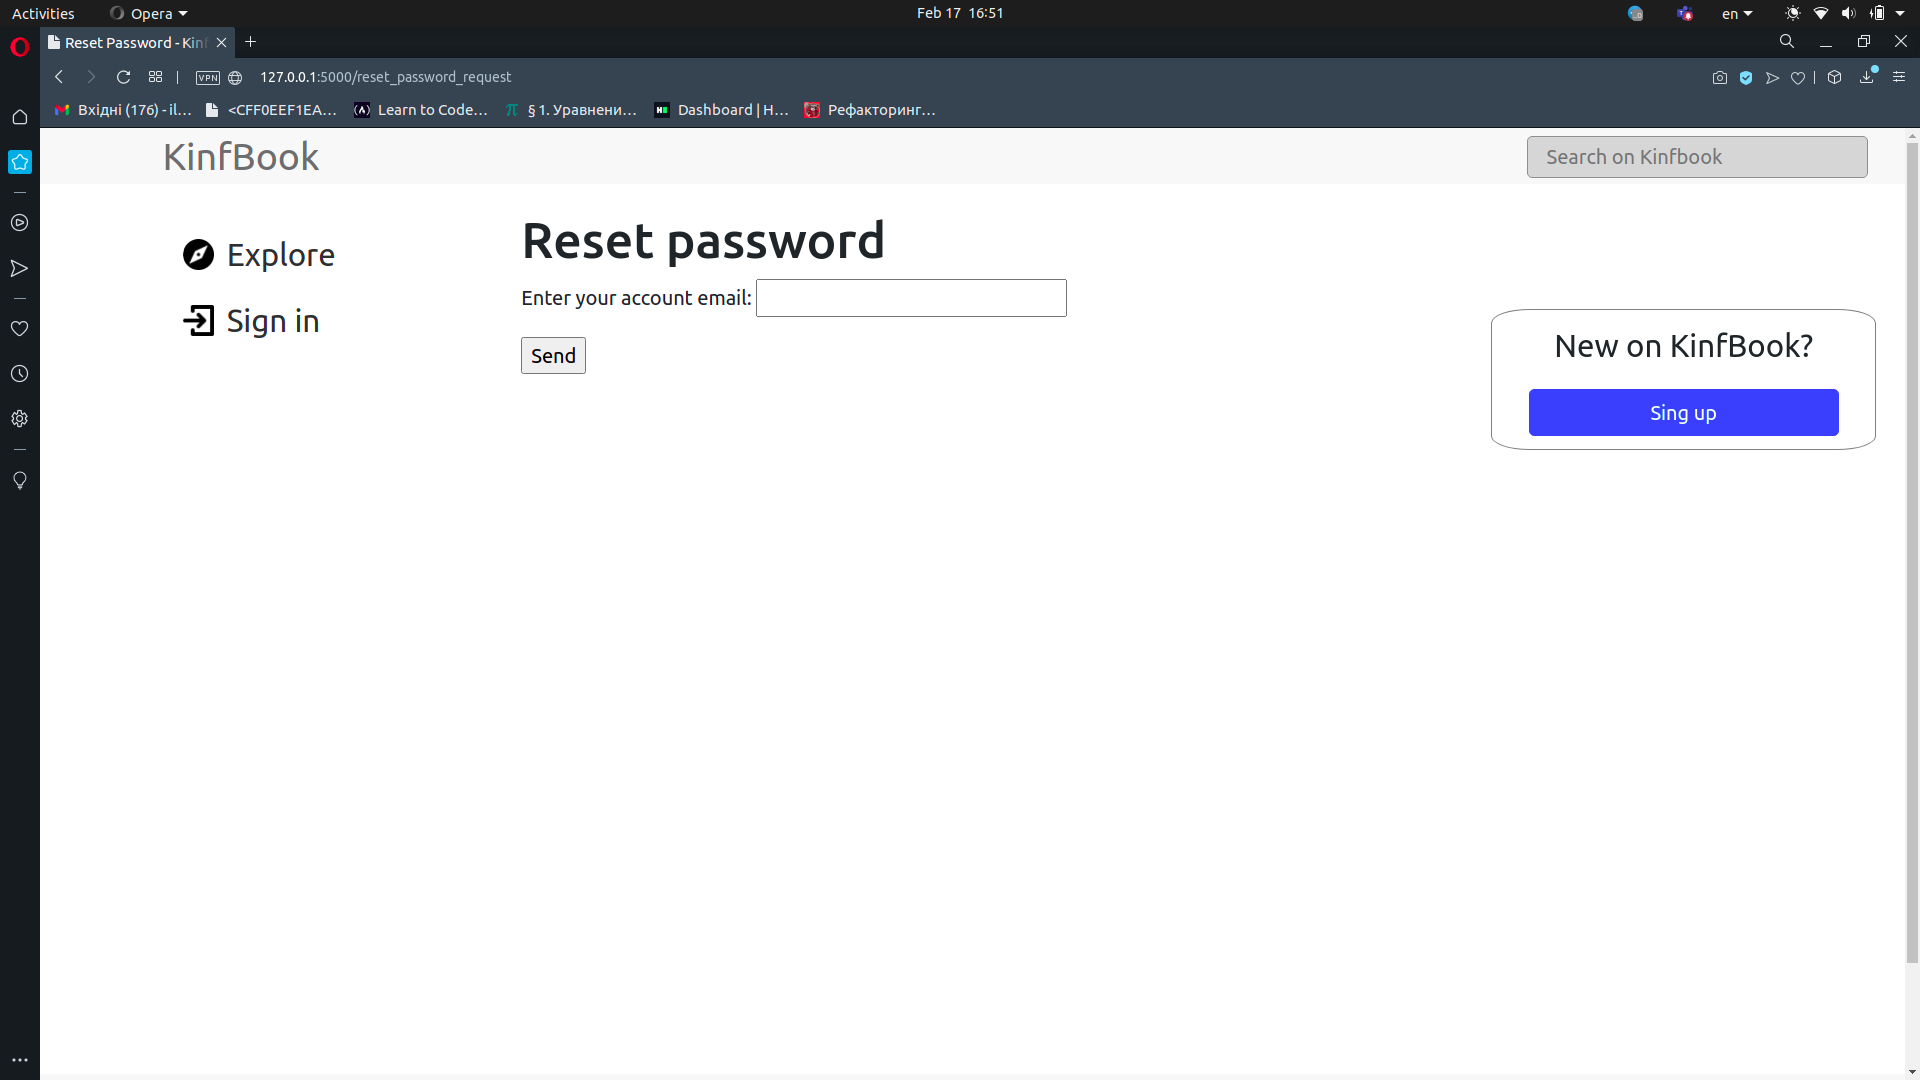 Activities
Opera
Feb 17 16:51
en
Reset Password - Kin
VPN
127.0.0.1:5000/reset_password_request
Вхідні (176) - il...
<CFF0EEF1EA...
Learn to Code...
§ 1. Уравнени...
Dashboard | H...
Рефакторинг...
KinfBook
Search on Kinfbook
Explore
Sign in
Reset password
Enter your account email:
Send
New on KinfBook?
Sing up